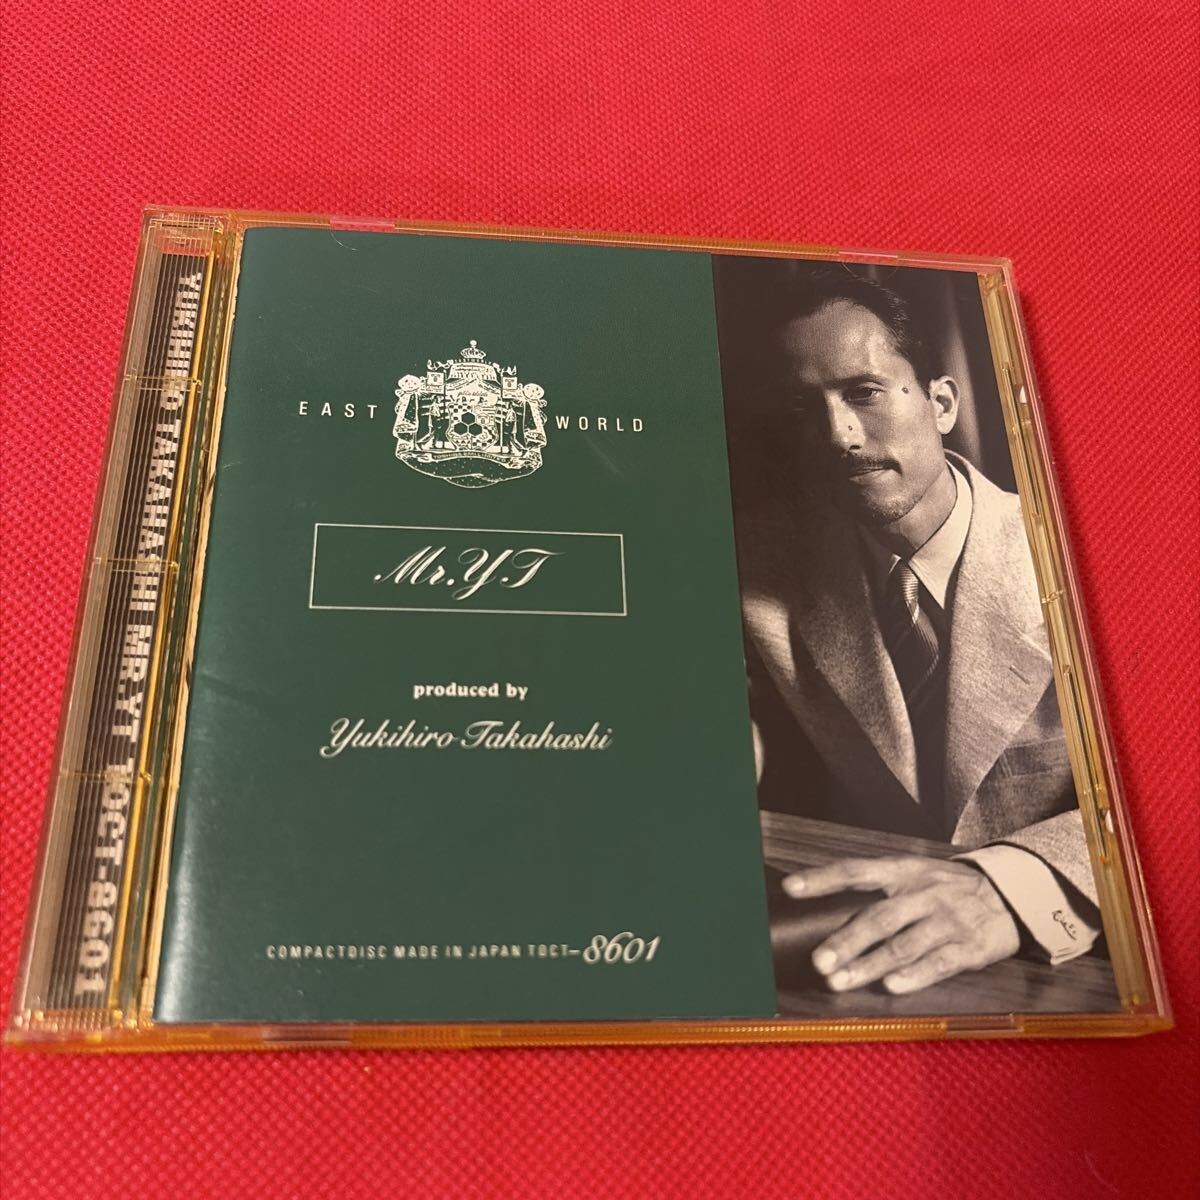 EAST WORLD
Mr.Y.T
produced by
Yukihiro Takahashi
COMPACTDISC MADE IN JAPAN TOCT-8601
YUKIHIRO TAKAHASHI MR.YT TOCT-8601